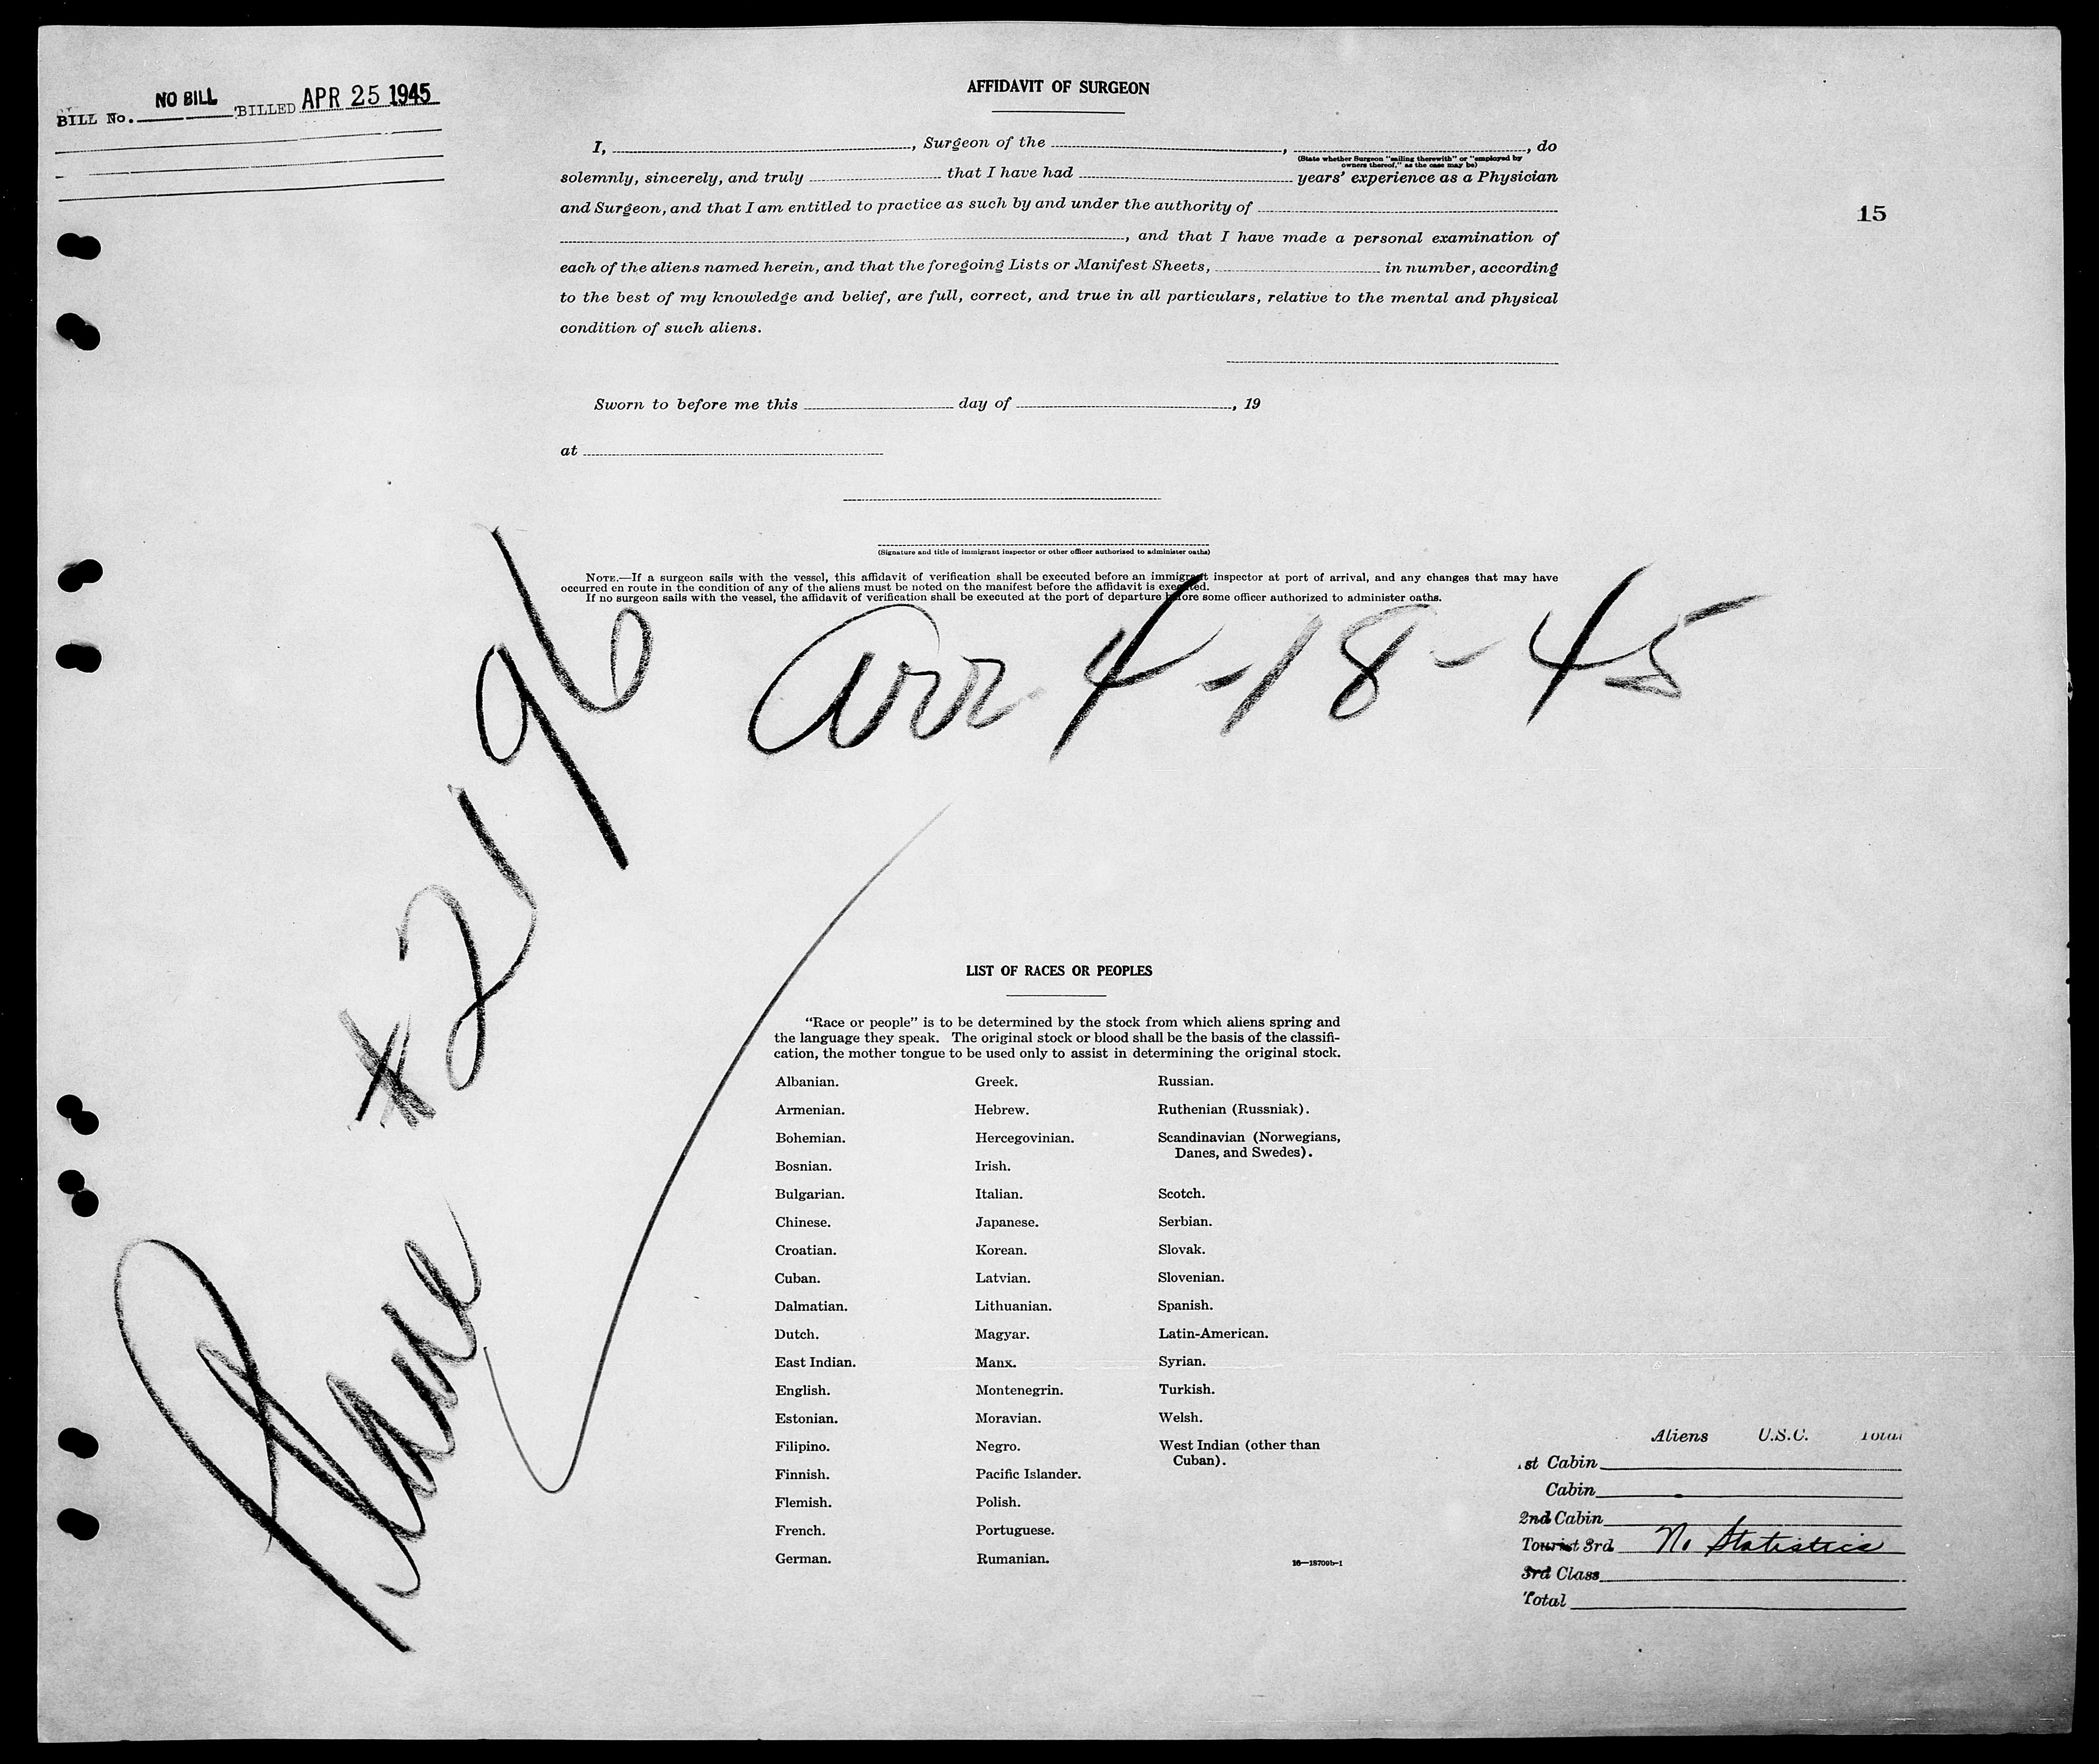 BILL No. NO BILL BILLED APR 25 1945
AFFIDAVIT OF SURGEON
I, , Surgeon of the , , do
(State whether Surgeon "sailing therewith" or "employed by
owners thereof," as the case may be)
solemnly, sincerely, and truly that I have had years' experience as a Physician
and Surgeon, and that I am entitled to practice as such by and under the authority of
15
, and that I have made a personal examination of
each of the aliens named herein, and that the foregoing Lists or Manifest Sheets, in number, according
to the best of my knowledge and belief, are full, correct, and true in all particulars, relative to the mental and physical
condition of such aliens.
Sworn to before me this day of , 19
at
(Signature and title of immigrant inspector or other officer authorized to administer oaths)
NOTE.—If a surgeon sails with the vessel, this affidavit of verification shall be executed before an immigrant inspector at port of arrival, and any changes that may have
occurred en route in the condition of any of the aliens must be noted on the manifest before the affidavit is executed.
If no surgeon sails with the vessel, the affidavit of verification shall be executed at the port of departure before some officer authorized to administer oaths.
Arr 4-18-45
Plane #2196
LIST OF RACES OR PEOPLES
"Race or people" is to be determined by the stock from which aliens spring and
the language they speak. The original stock or blood shall be the basis of the classifi-
cation, the mother tongue to be used only to assist in determining the original stock.
Albanian.
Armenian.
Bohemian.
Bosnian.
Bulgarian.
Chinese.
Croatian.
Cuban.
Dalmatian.
Dutch.
East Indian.
English.
Estonian.
Filipino.
Finnish.
Flemish.
French.
German.
Greek.
Hebrew.
Hercegovinian.
Irish.
Italian.
Japanese.
Korean.
Latvian.
Lithuanian.
Magyar.
Manx.
Montenegrin.
Moravian.
Negro.
Pacific Islander.
Polish.
Portuguese.
Rumanian.
Russian.
Ruthenian (Russniak).
Scandinavian (Norwegians,
Danes, and Swedes).
Scotch.
Serbian.
Slovak.
Slovenian.
Spanish.
Latin-American.
Syrian.
Turkish.
Welsh.
West Indian (other than
Cuban).
16—18709b-1
Aliens U.S.C. Total
1st Cabin
Cabin
2nd Cabin
Tourist 3rd No Statistics
3rd Class
Total